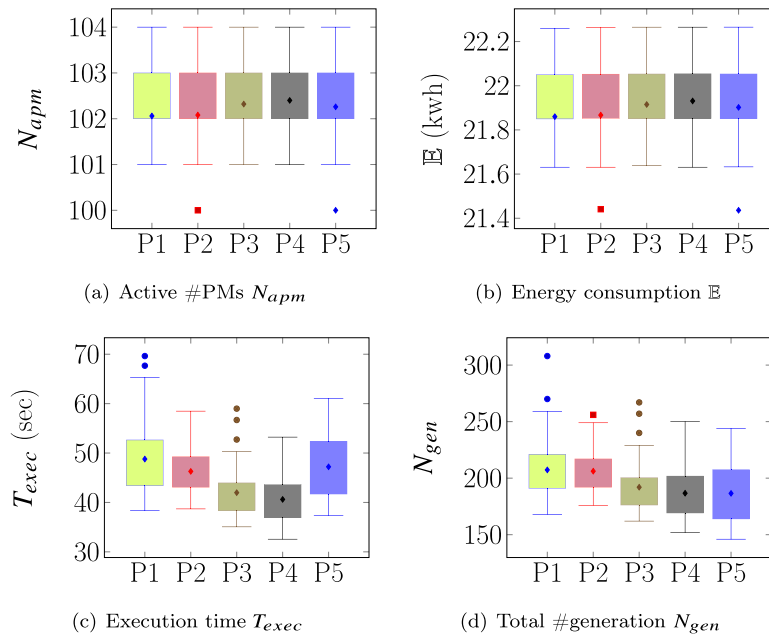 104
103
102
101
100
N_apm
P1 P2 P3 P4 P5
(a) Active #PMs N_apm
22.2
22
21.8
21.6
21.4
𝔼 (kwh)
P1 P2 P3 P4 P5
(b) Energy consumption 𝔼
70
60
50
40
30
T_exec (sec)
P1 P2 P3 P4 P5
(c) Execution time T_exec
300
250
200
150
N_gen
P1 P2 P3 P4 P5
(d) Total #generation N_gen